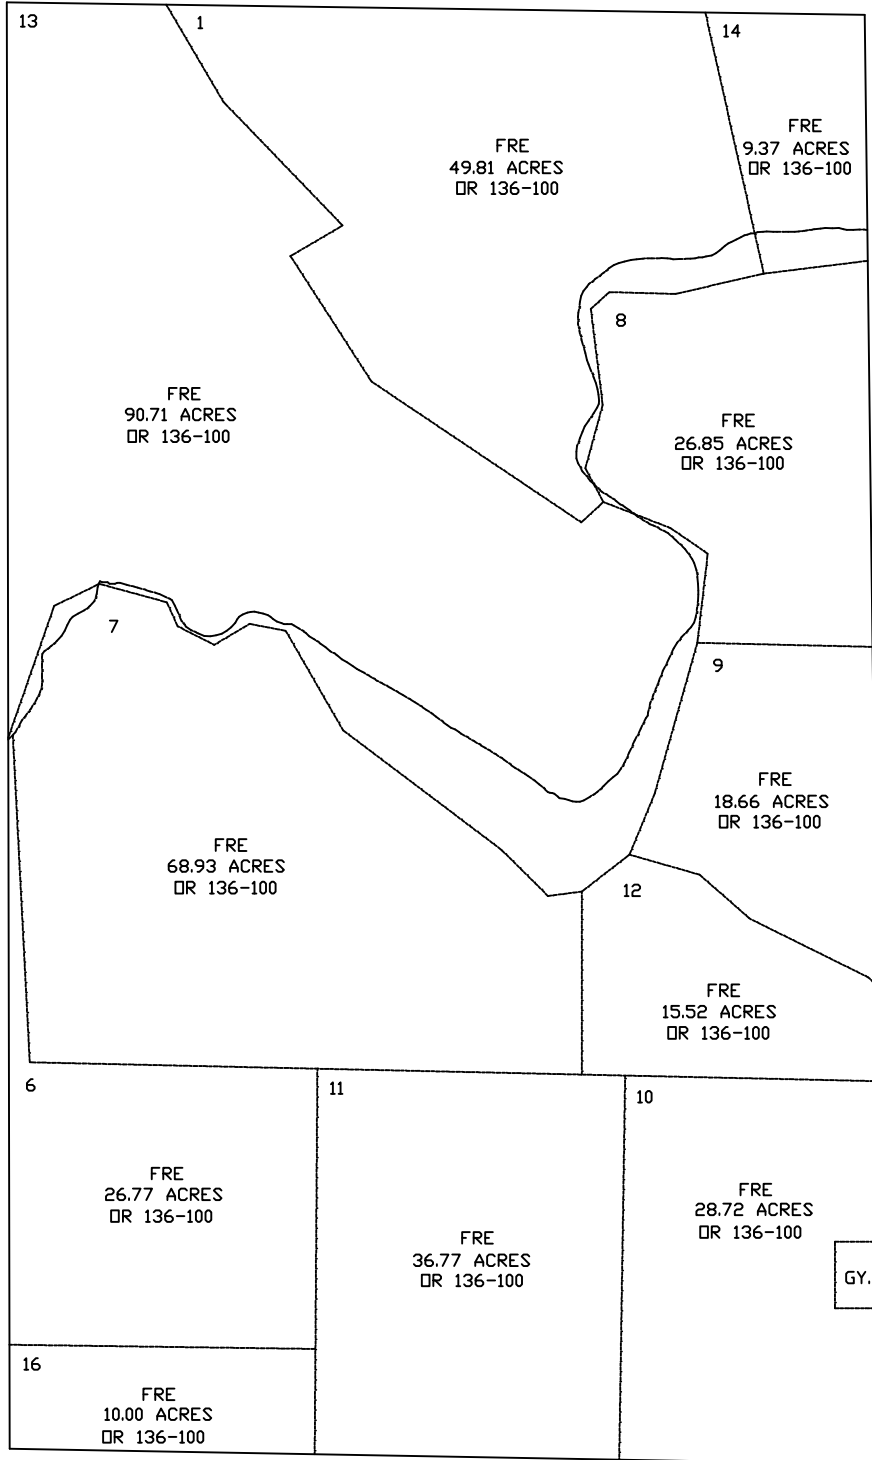 13
1
14
FRE
9.37 ACRES
OR 136-100
FRE
49.81 ACRES
OR 136-100
8
FRE
90.71 ACRES
OR 136-100
FRE
26.85 ACRES
OR 136-100
7
9
FRE
18.66 ACRES
OR 136-100
FRE
68.93 ACRES
OR 136-100
12
FRE
15.52 ACRES
OR 136-100
6
11
10
FRE
26.77 ACRES
OR 136-100
FRE
28.72 ACRES
OR 136-100
FRE
36.77 ACRES
OR 136-100
GY.
16
FRE
10.00 ACRES
OR 136-100